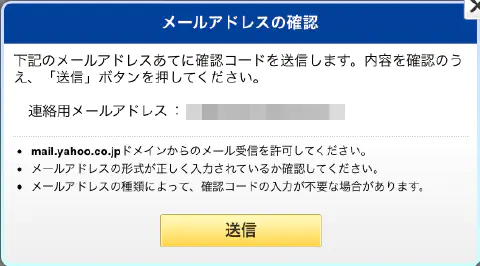 メールアドレスの確認
下記のメールアドレスあてに確認コードを送信します。内容を確認のう
え、「送信」ボタンを押してください。
連絡用メールアドレス：
• mail.yahoo.co.jpドメインからのメール受信を許可してください。
• メールアドレスの形式が正しく入力されているか確認してください。
• メールアドレスの種類によって、確認コードの入力が不要な場合があります。
送信